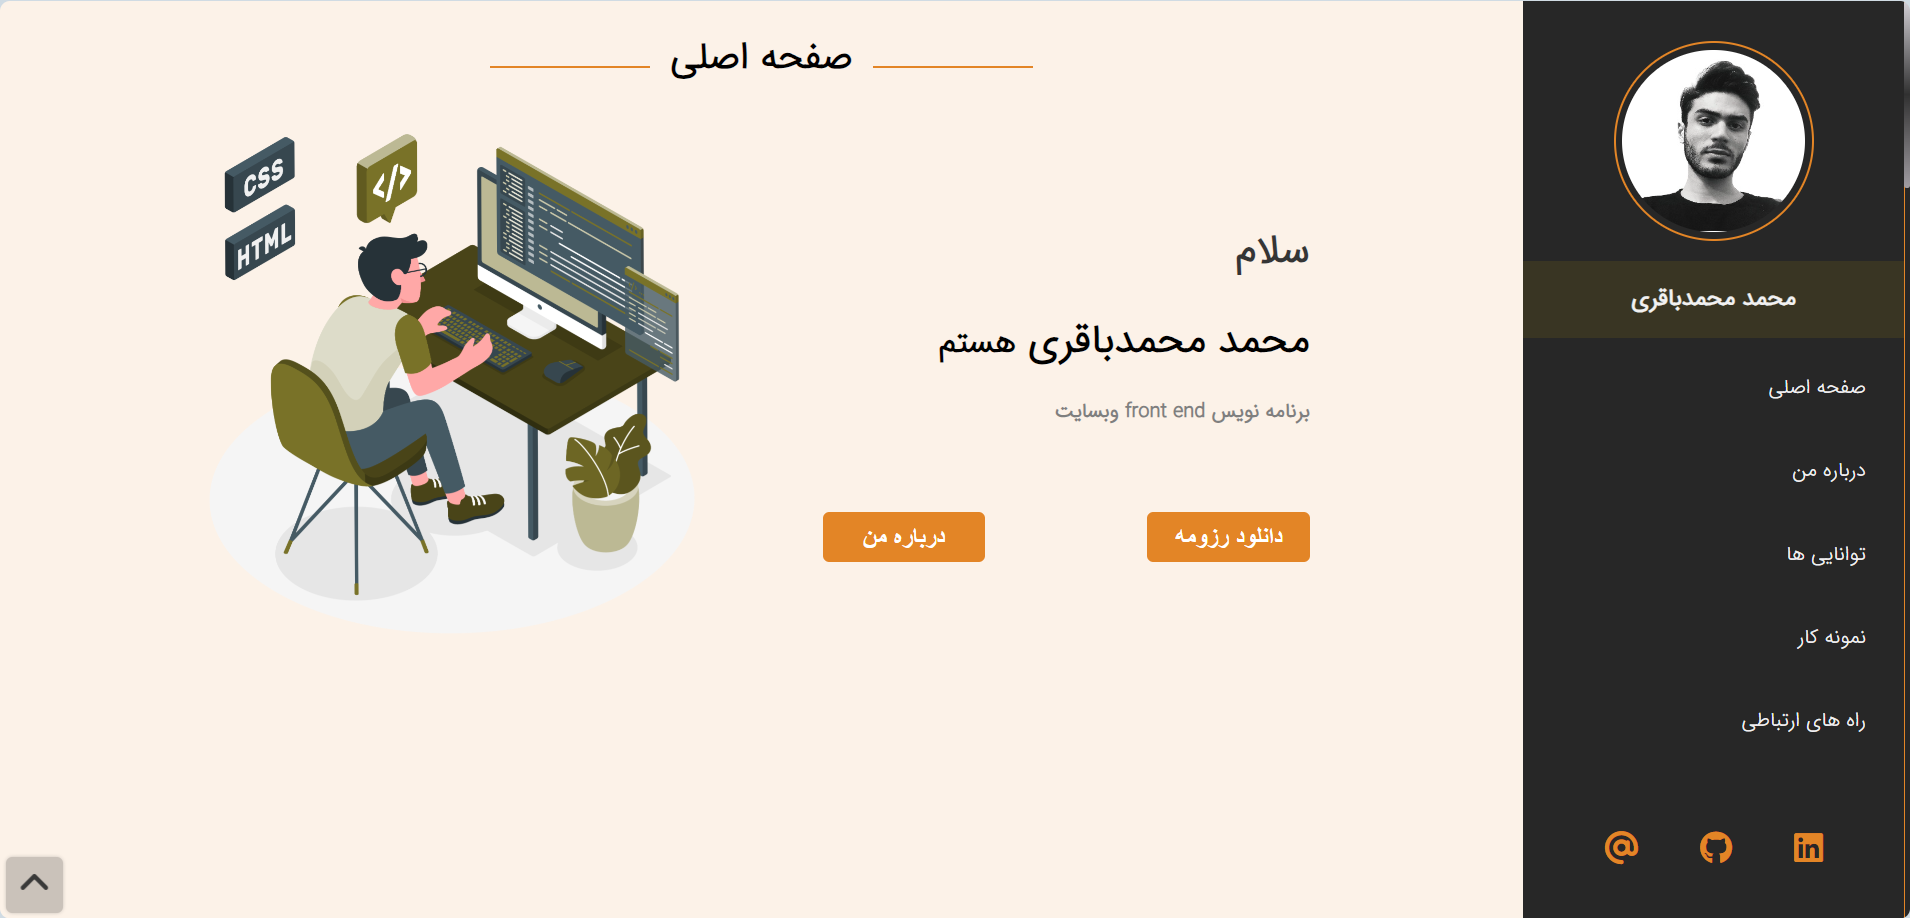 محمد محمدباقری
صفحه اصلی
درباره من
توانایی ها
نمونه کار
راه های ارتباطی
صفحه اصلی
سلام
محمد محمدباقری هستم
برنامه نویس front end وبسایت
دانلود رزومه
درباره من
CSS
</>
HTML